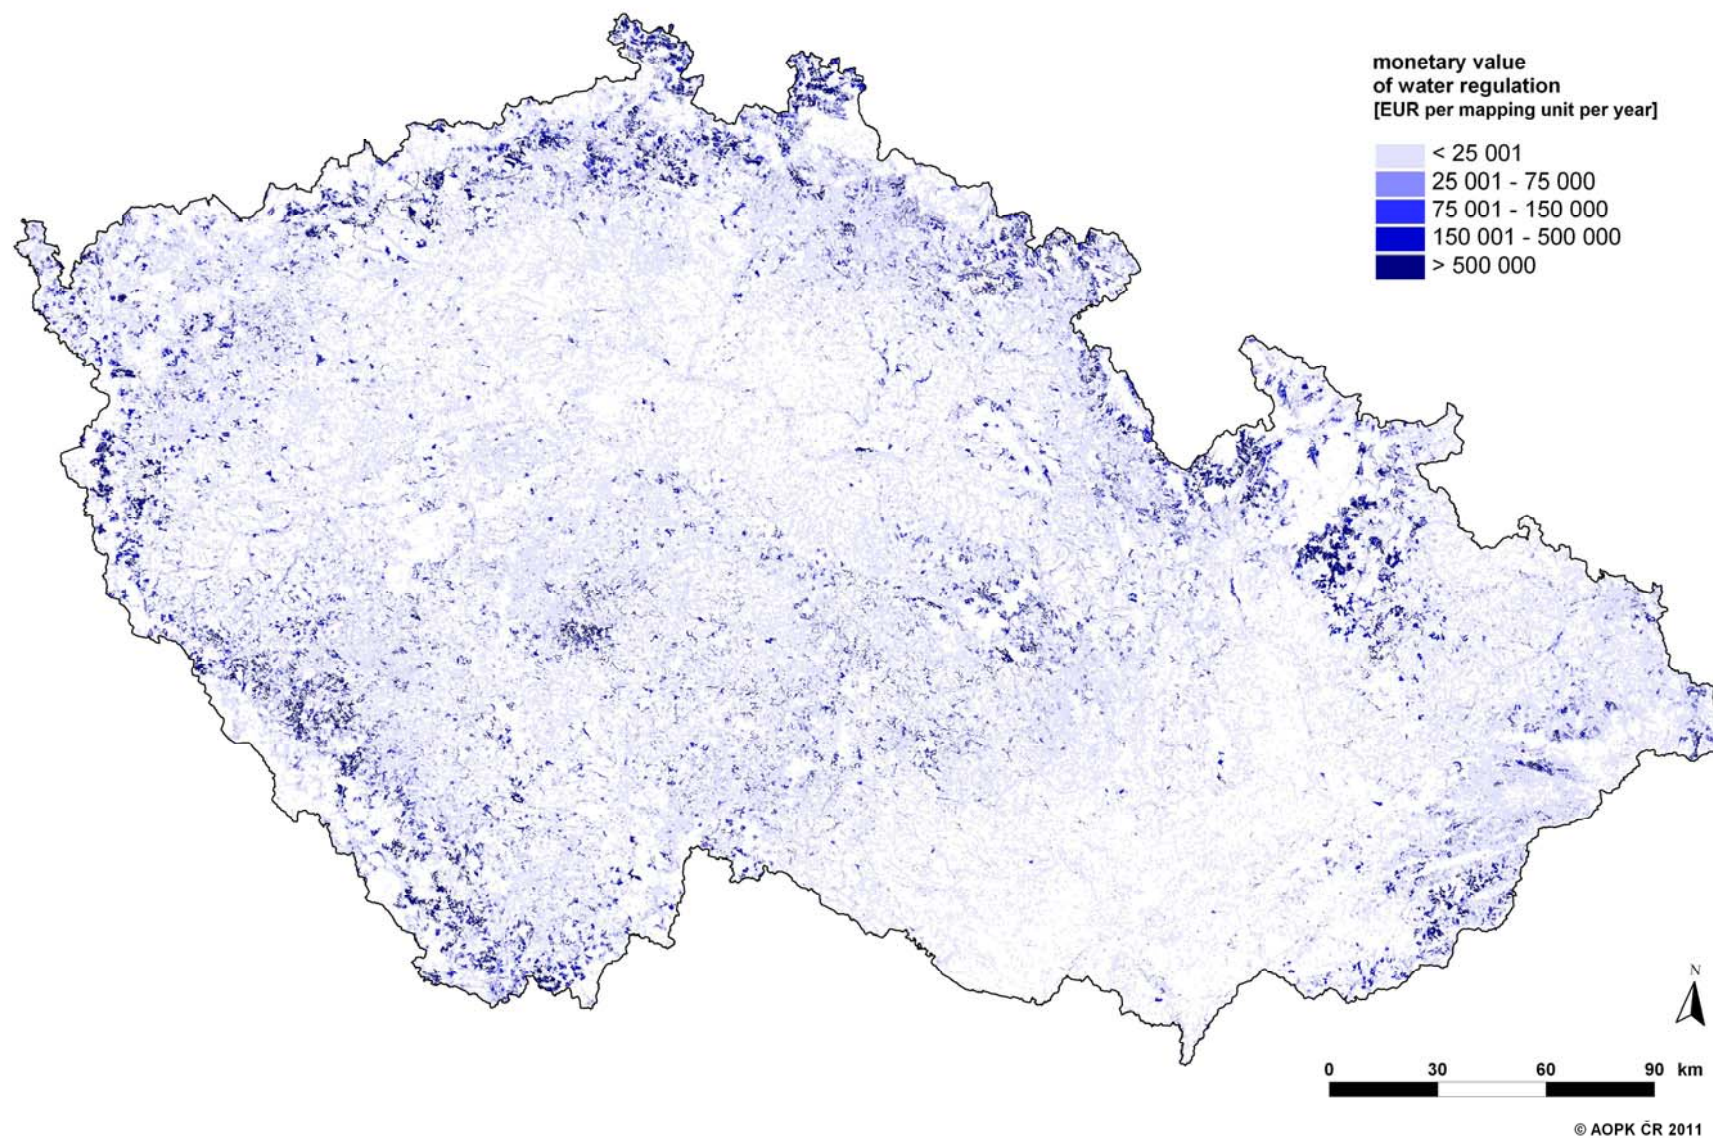 monetary value
of water regulation
[EUR per mapping unit per year]
< 25 001
25 001 - 75 000
75 001 - 150 000
150 001 - 500 000
> 500 000
N
0 30 60 90 km
© AOPK ČR 2011